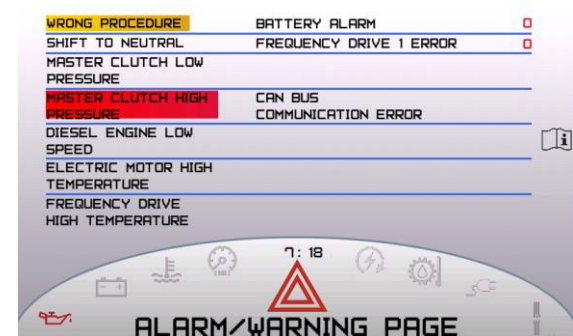 WRONG PROCEDURE BATTERY ALARM 0
SHIFT TO NEUTRAL FREQUENCY DRIVE 1 ERROR 0
MASTER CLUTCH LOW
PRESSURE
MASTER CLUTCH HIGH CAN BUS
PRESSURE COMMUNICATION ERROR
DIESEL ENGINE LOW
SPEED
ELECTRIC MOTOR HIGH
TEMPERATURE
FREQUENCY DRIVE
HIGH TEMPERATURE
i
7:18
ALARM/WARNING PAGE